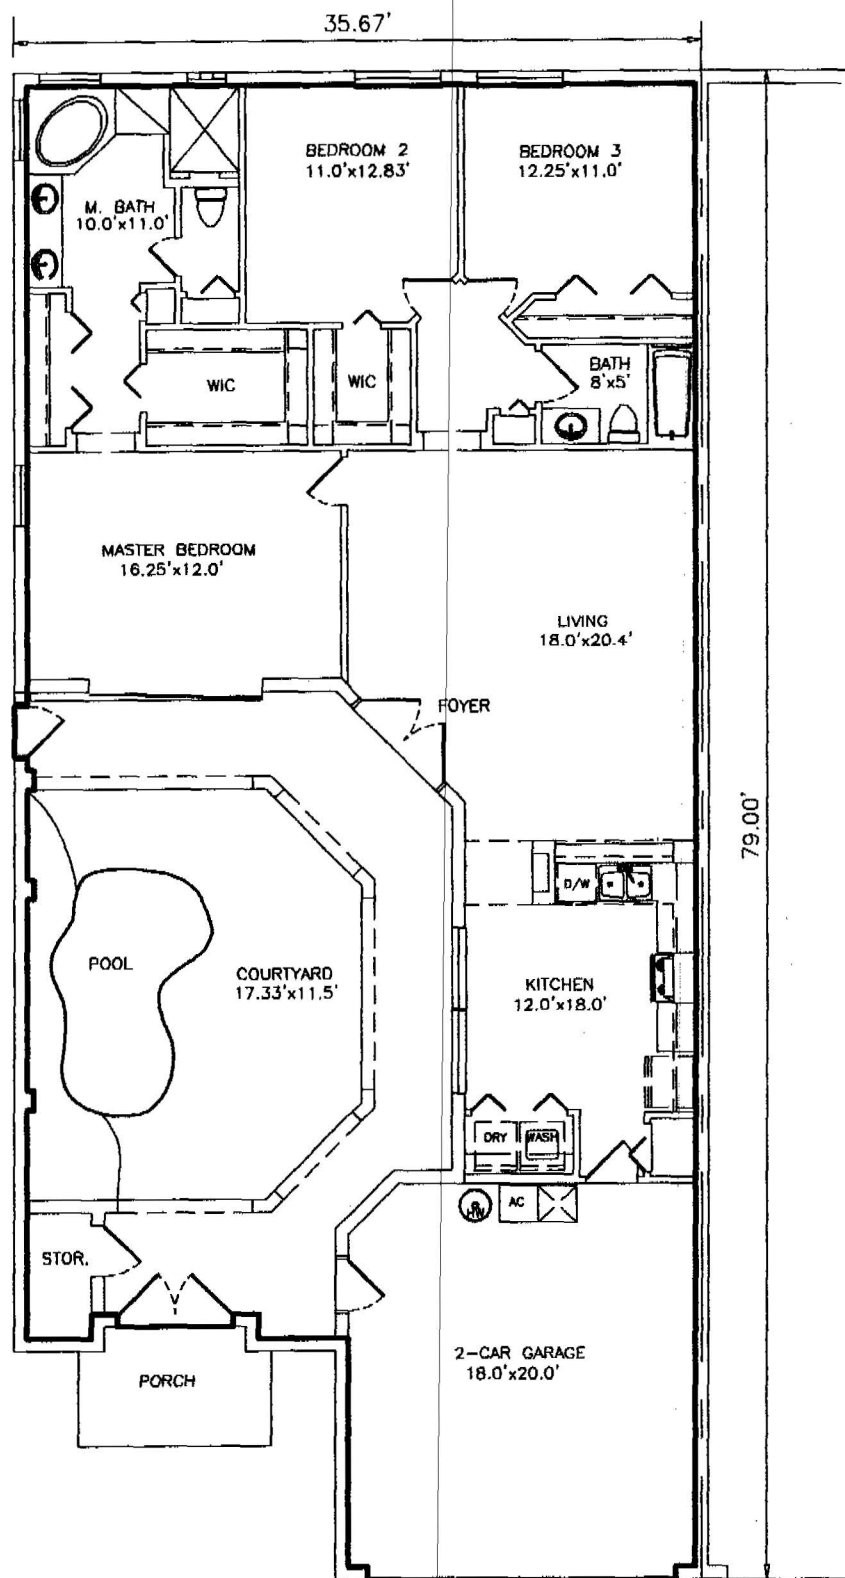 35.67'
BEDROOM 2
11.0'x12.83'
BEDROOM 3
12.25'x11.0'
M. BATH
10.0'x11.0'
WIC
WIC
BATH
8'x5'
MASTER BEDROOM
16.25'x12.0'
LIVING
18.0'x20.4'
FOYER
79.00'
D/W
POOL
COURTYARD
17.33'x11.5'
KITCHEN
12.0'x18.0'
DRY
WASH
HW
AC
STOR.
2-CAR GARAGE
18.0'x20.0'
PORCH